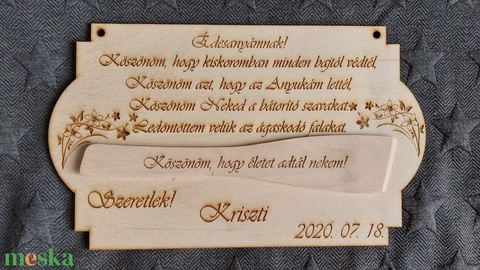 Édesanyámnak!
Köszönöm, hogy kiskoromban minden bajtól védtél,
Köszönöm azt, hogy az Anyukám lettél,
Köszönöm Neked a bátorító szavakat
Ledöntöttem velük az ágaskodó falakat.
Köszönöm, hogy életet adtál nekem!
Szeretlek!
Kriszti
2020. 07. 18.
meska